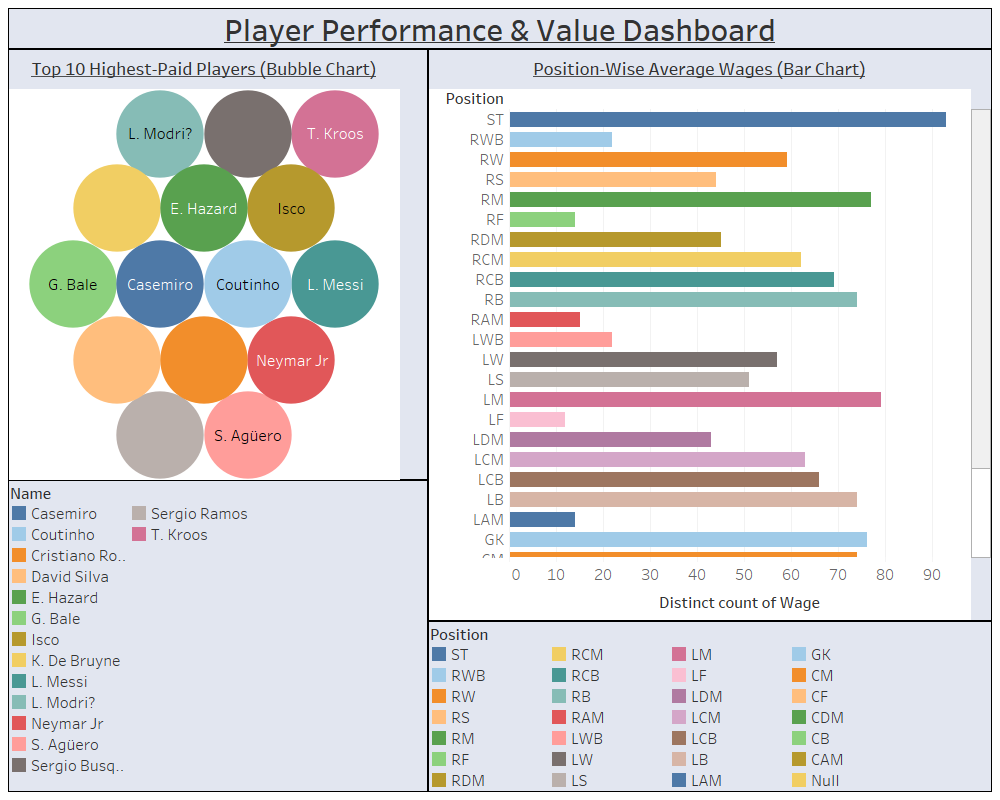 Player Performance & Value Dashboard
Top 10 Highest-Paid Players (Bubble Chart)
L. Modri?
T. Kroos
E. Hazard
Isco
G. Bale
Casemiro
Coutinho
L. Messi
Neymar Jr
S. Agüero
Name
Casemiro
Coutinho
Cristiano Ro..
David Silva
E. Hazard
G. Bale
Isco
K. De Bruyne
L. Messi
L. Modri?
Neymar Jr
S. Agüero
Sergio Busq..
Sergio Ramos
T. Kroos
Position-Wise Average Wages (Bar Chart)
Position
ST
RWB
RW
RS
RM
RF
RDM
RCM
RCB
RB
RAM
LWB
LW
LS
LM
LF
LDM
LCM
LCB
LB
LAM
GK
CM
0 10 20 30 40 50 60 70 80 90
Distinct count of Wage
Position
ST
RWB
RW
RS
RM
RF
RDM
RCM
RCB
RB
RAM
LWB
LW
LS
LM
LF
LDM
LCM
LCB
LB
LAM
GK
CM
CF
CDM
CB
CAM
Null